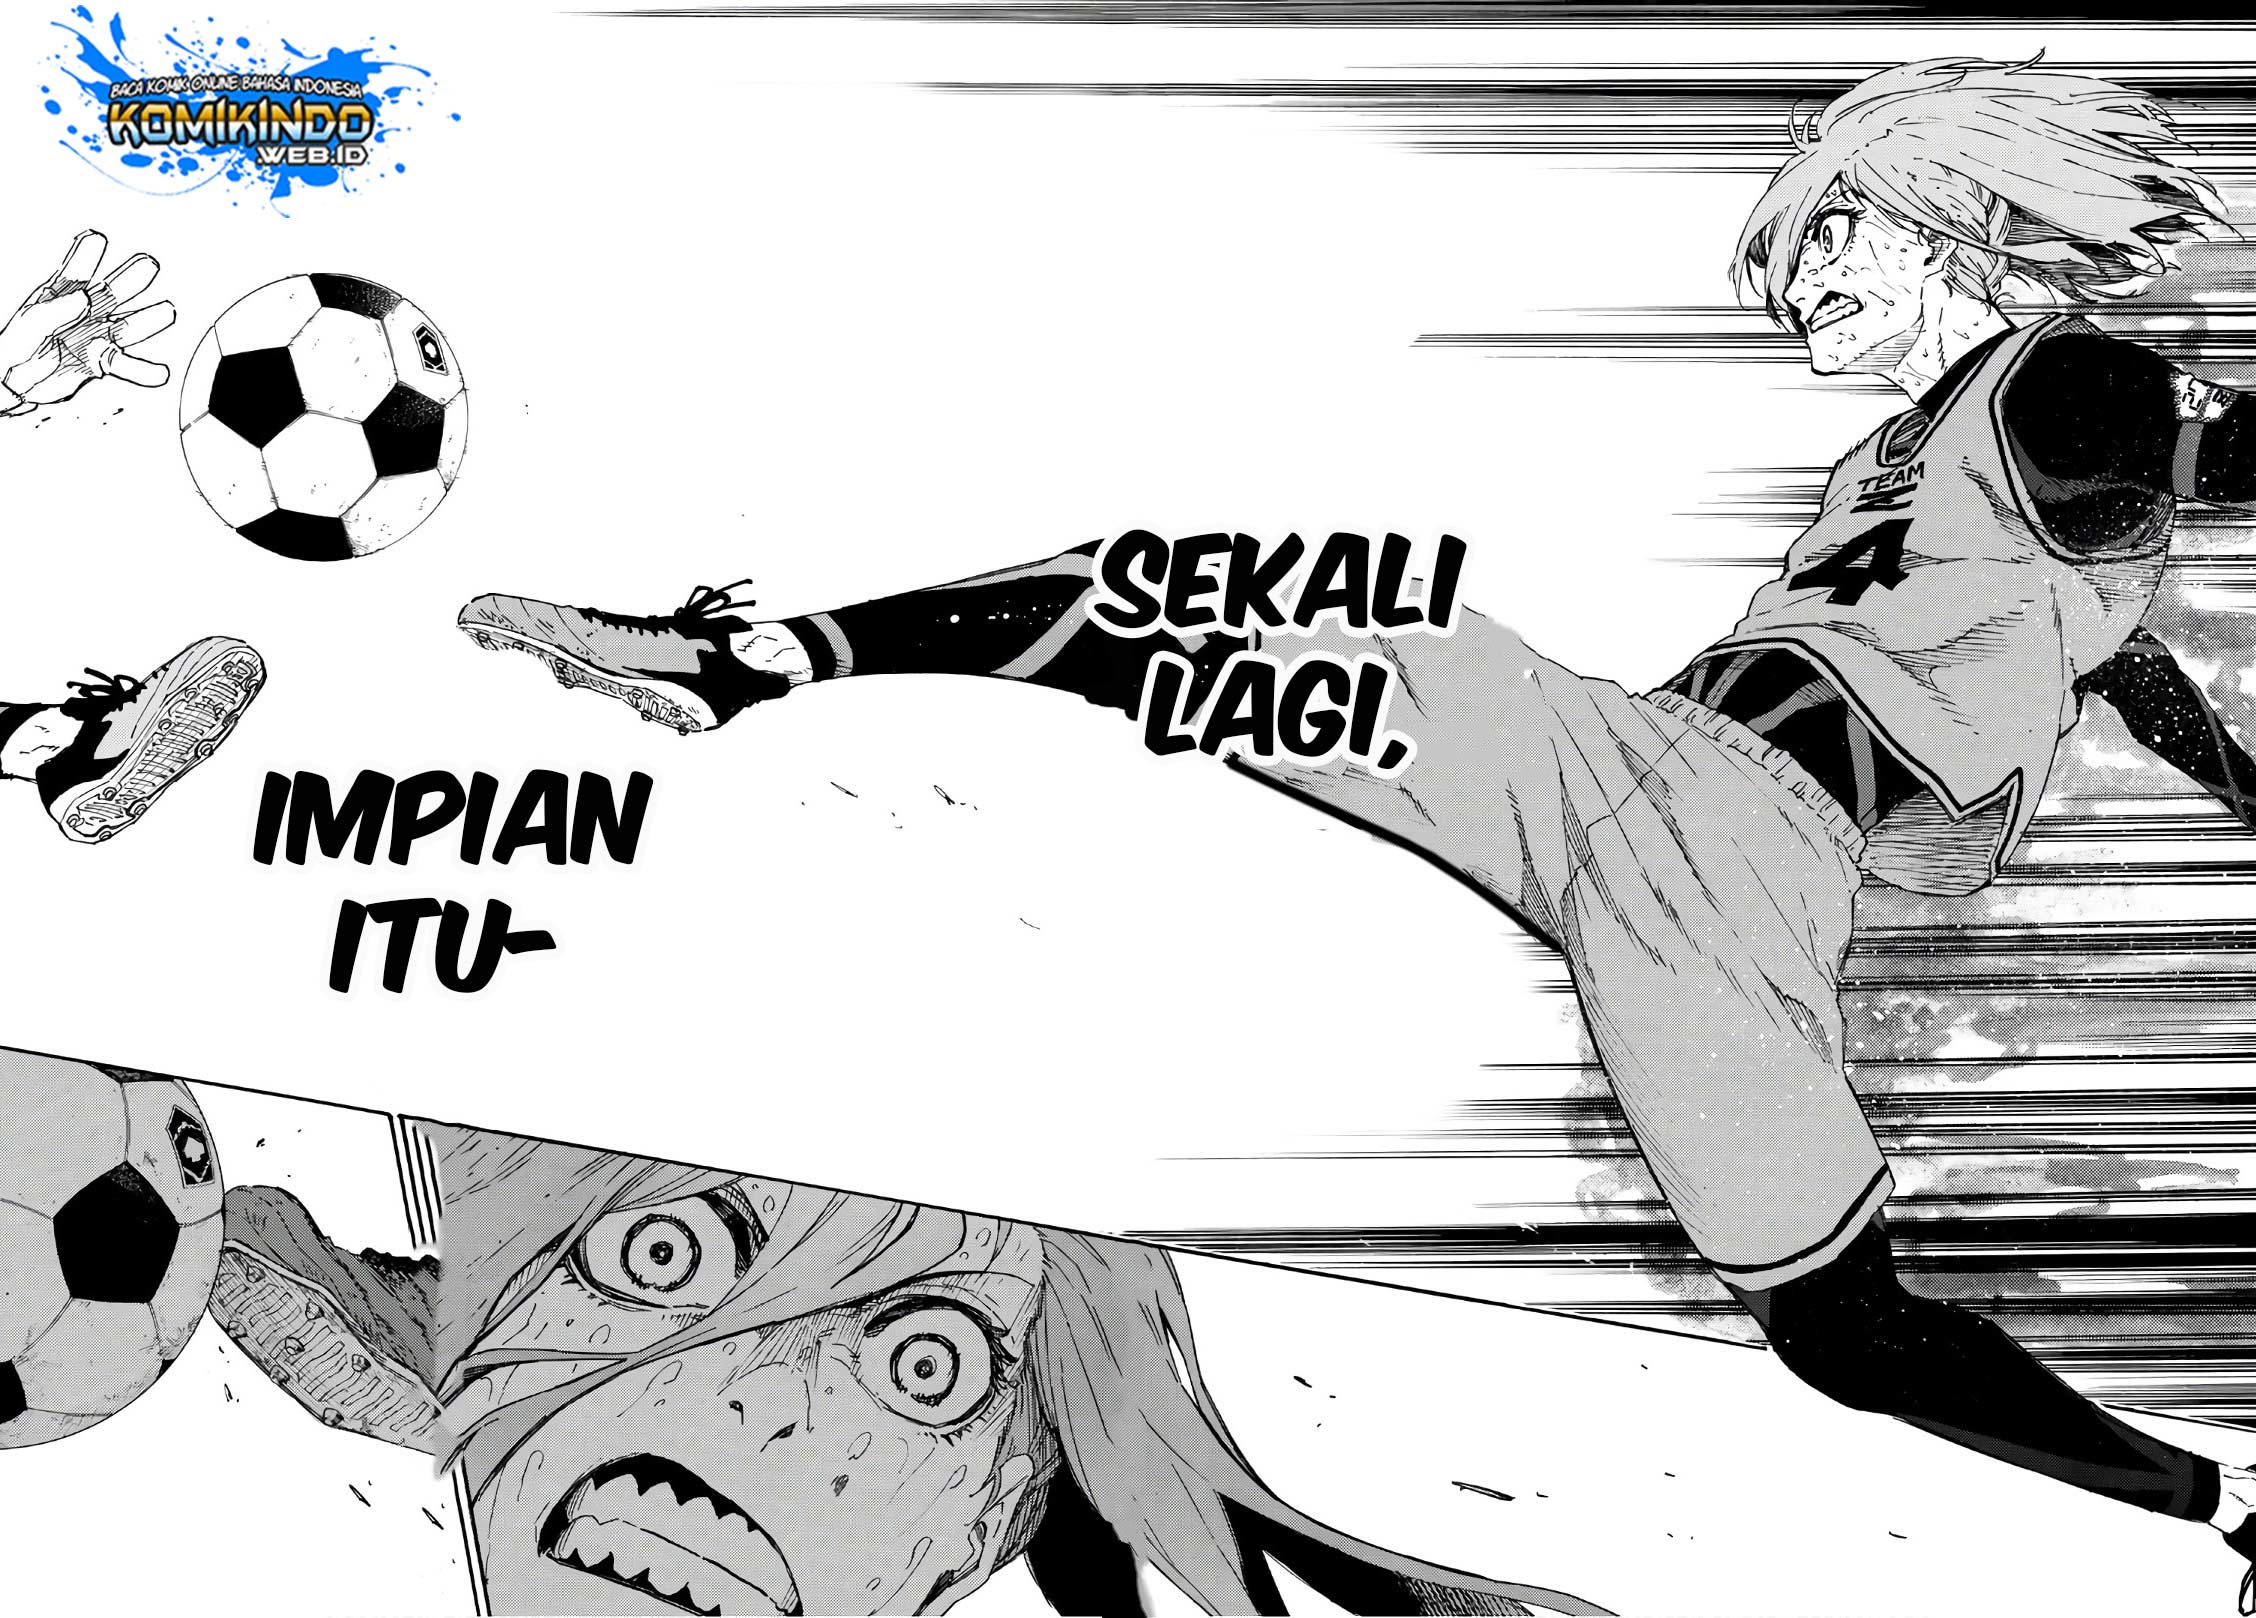 BACA KOMIK ONLINE BAHASA INDONESIA
KOMIKINDO
.WEB.ID
SEKALI
LAGI,
IMPIAN
ITU-
TEAM
Z
4